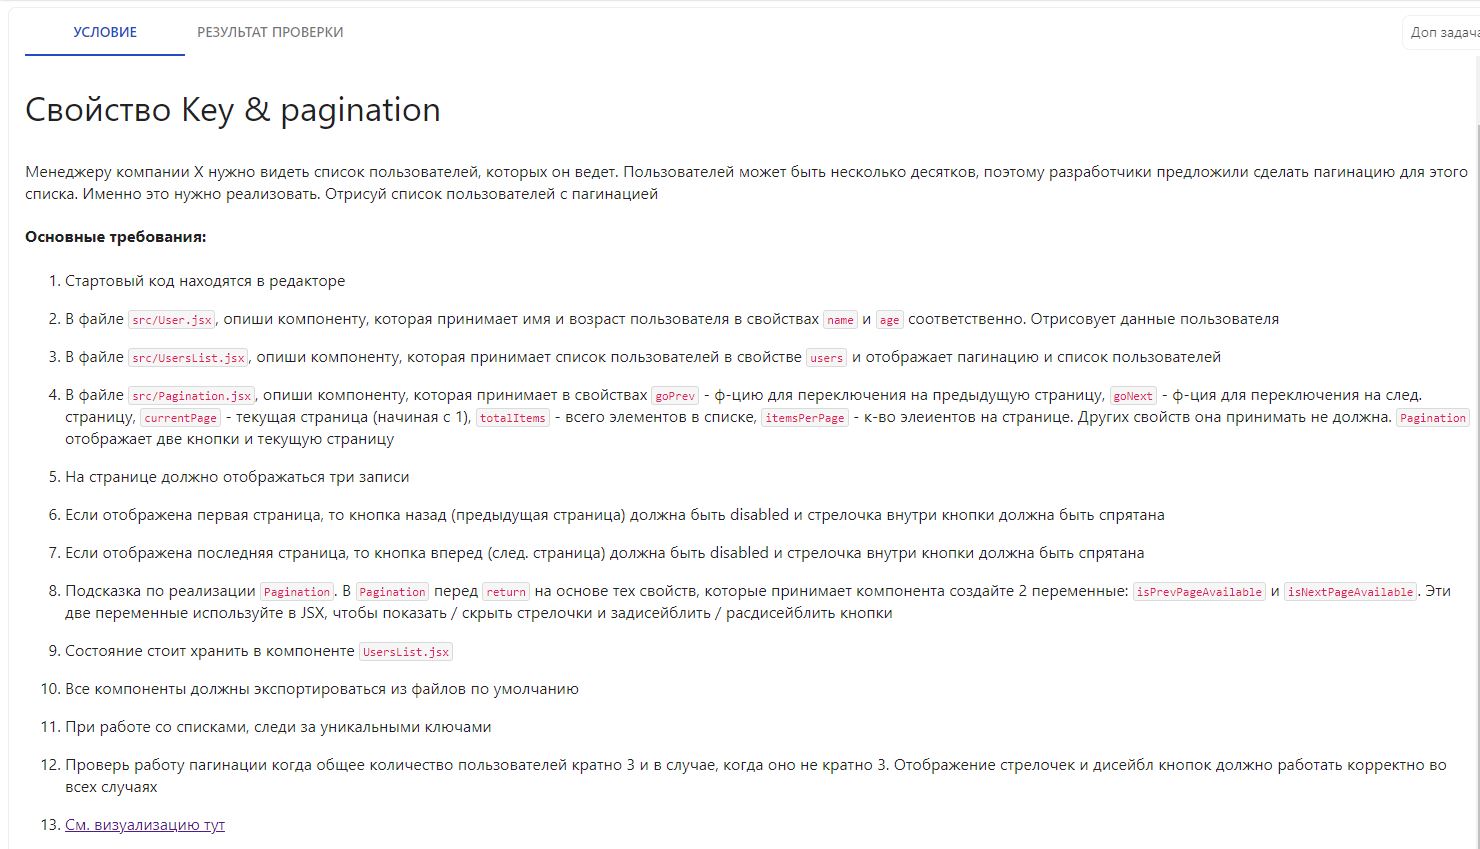 УСЛОВИЕ
РЕЗУЛЬТАТ ПРОВЕРКИ
Доп задача
Свойство Key & pagination
Менеджеру компании X нужно видеть список пользователей, которых он ведет. Пользователей может быть несколько десятков, поэтому разработчики предложили сделать пагинацию для этого
списка. Именно это нужно реализовать. Отрисуй список пользователей с пагинацией
Основные требования:
1. Стартовый код находятся в редакторе
2. В файле src/User.jsx, опиши компоненту, которая принимает имя и возраст пользователя в свойствах name и age соответственно. Отрисовует данные пользователя
3. В файле src/UsersList.jsx, опиши компоненту, которая принимает список пользователей в свойстве users и отображает пагинацию и список пользователей
4. В файле src/Pagination.jsx, опиши компоненту, которая принимает в свойствах goPrev - ф-цию для переключения на предыдущую страницу, goNext - ф-ция для переключения на след.
страницу, currentPage - текущая страница (начиная с 1), totalItems - всего элементов в списке, itemsPerPage - к-во элеиентов на странице. Других свойств она принимать не должна. Pagination
отображает две кнопки и текущую страницу
5. На странице должно отображаться три записи
6. Если отображена первая страница, то кнопка назад (предыдущая страница) должна быть disabled и стрелочка внутри кнопки должна быть спрятана
7. Если отображена последняя страница, то кнопка вперед (след. страница) должна быть disabled и стрелочка внутри кнопки должна быть спрятана
8. Подсказка по реализации Pagination. В Pagination перед return на основе тех свойств, которые принимает компонента создайте 2 переменные: isPrevPageAvailable и isNextPageAvailable. Эти
две переменные используйте в JSX, чтобы показать / скрыть стрелочки и задисейблить / расдисейблить кнопки
9. Состояние стоит хранить в компоненте UsersList.jsx
10. Все компоненты должны экспортироваться из файлов по умолчанию
11. При работе со списками, следи за уникальными ключами
12. Проверь работу пагинации когда общее количество пользователей кратно 3 и в случае, когда оно не кратно 3. Отображение стрелочек и дисейбл кнопок должно работать корректно во
всех случаях
13. См. визуализацию тут